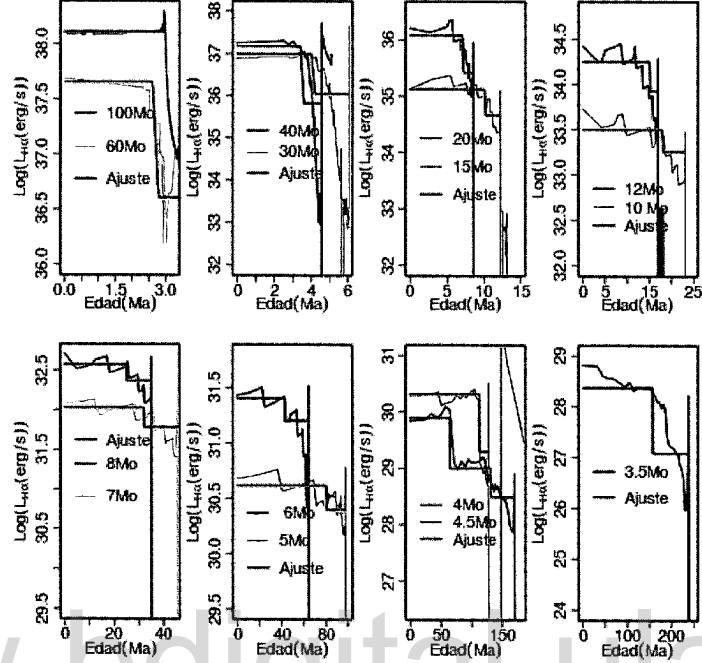 38.0
37.5
37.0
36.5
36.0
Log(LHα(erg/s))
100Mo
60Mo
Ajuste
0.0 1.5 3.0
Edad(Ma)
38
37
36
35
34
33
32
Log(LHα(erg/s))
40Mo
30Mo
Ajuste
0 2 4 6
Edad(Ma)
36
35
34
33
32
Log(LHα(erg/s))
20Mo
15Mo
Ajuste
0 5 10 15
Edad(Ma)
34.5
34.0
33.5
33.0
32.5
32.0
Log(LHα(erg/s))
12Mo
10 Mo
Ajuste
0 5 15 25
Edad(Ma)
32.5
31.5
30.5
29.5
Log(LHα(erg/s))
Ajuste
8Mo
7Mo
0 20 40
Edad(Ma)
31.5
31.0
30.5
30.0
29.5
Log(LHα(erg/s))
6Mo
5Mo
Ajuste
0 40 80
Edad(Ma)
31
30
29
28
27
Log(LHα(erg/s))
4Mo
4.5Mo
Ajuste
0 50 150
Edad(Ma)
29
28
27
26
25
24
Log(LHα(erg/s))
3.5Mo
Ajuste
0 100 200
Edad(Ma)